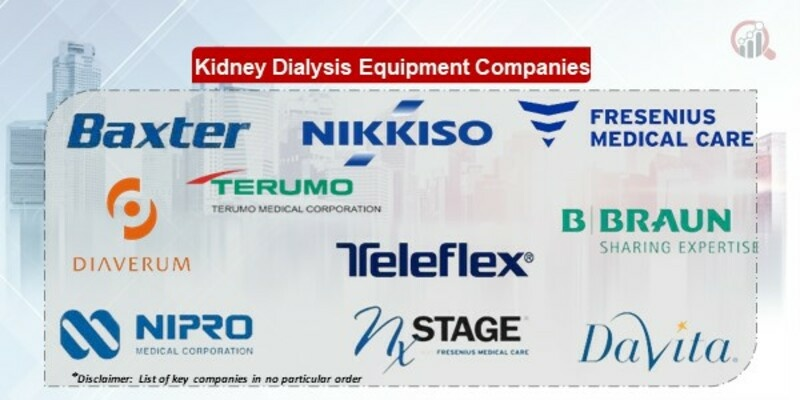 Kidney Dialysis Equipment Companies
Baxter
NIKKISO
FRESENIUS
MEDICAL CARE
TERUMO
TERUMO MEDICAL CORPORATION
DIAVERUM
B|BRAUN
SHARING EXPERTISE
Teleflex®
NIPRO
MEDICAL CORPORATION
NxSTAGE®
FRESENIUS MEDICAL CARE
DaVita®
*Disclaimer: List of key companies in no particular order